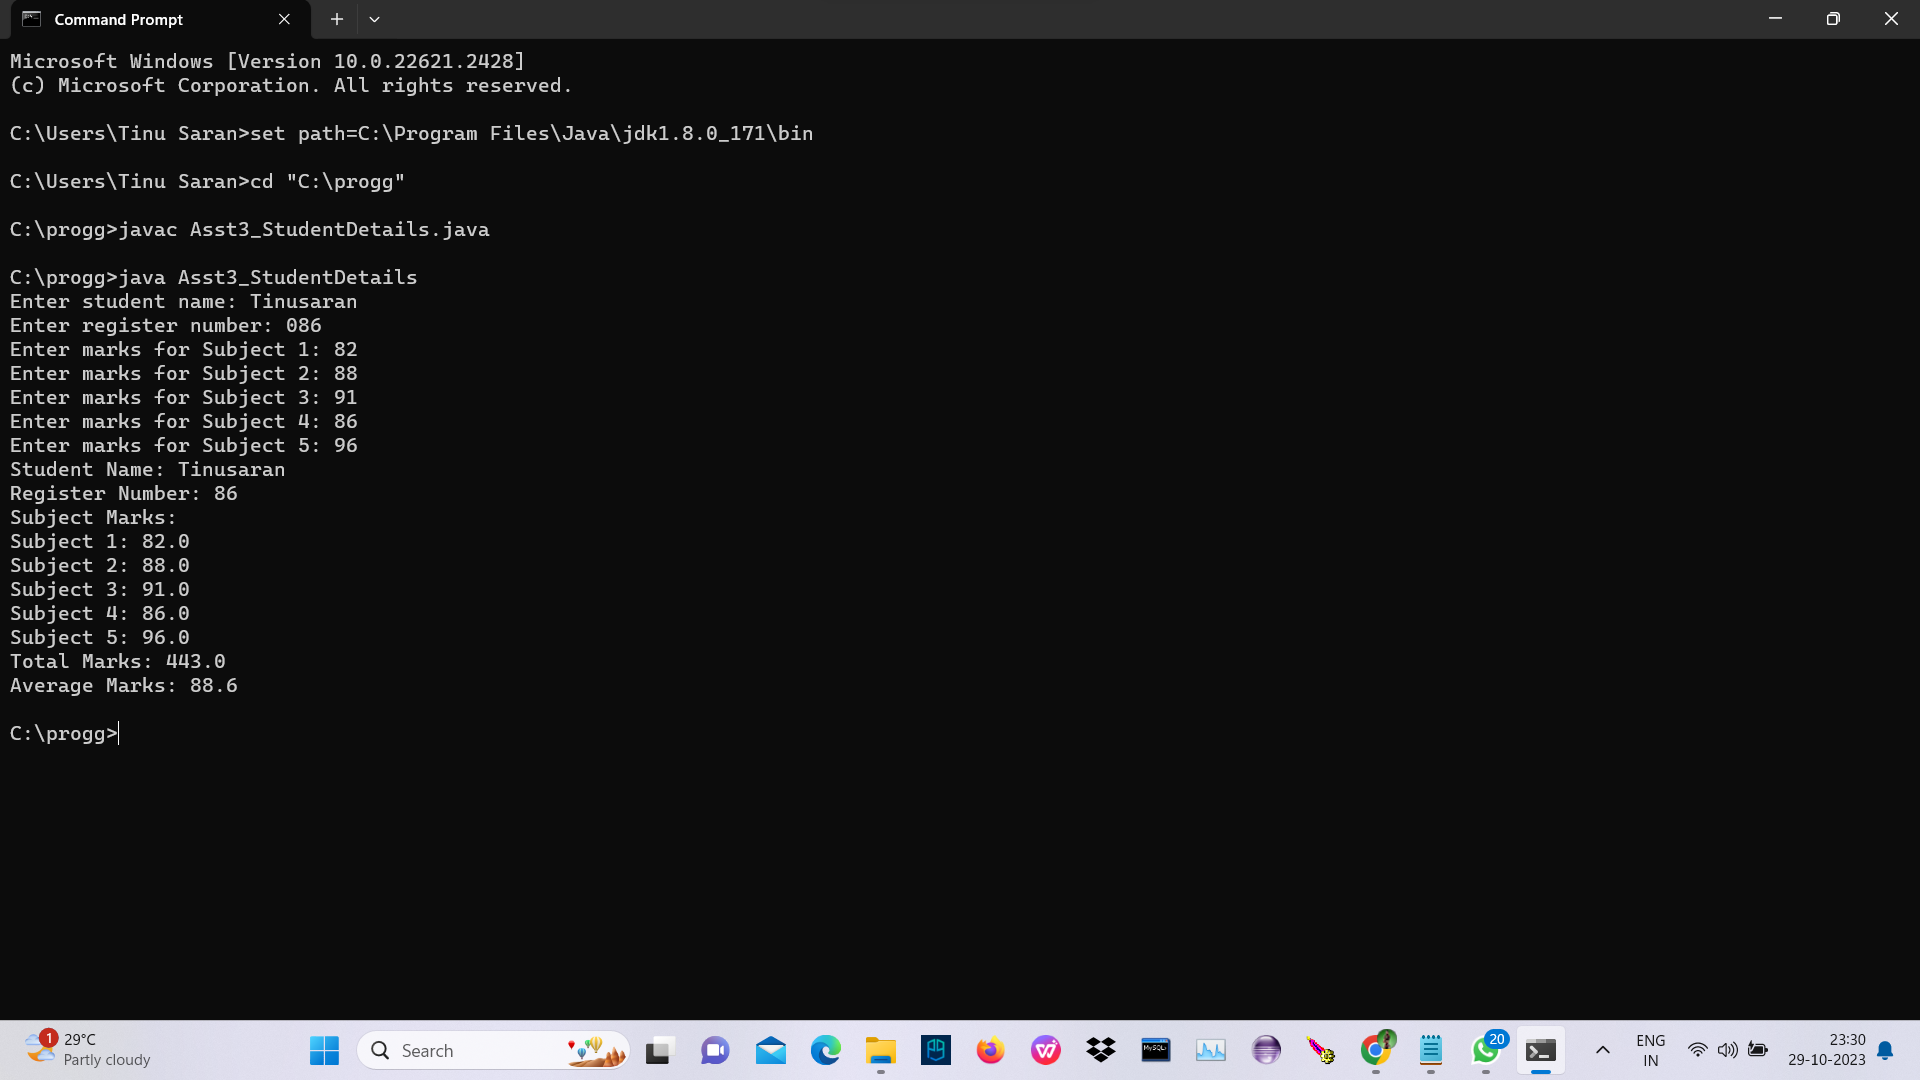 Command Prompt
Microsoft Windows [Version 10.0.22621.2428]
(c) Microsoft Corporation. All rights reserved.
C:\Users\Tinu Saran>set path=C:\Program Files\Java\jdk1.8.0_171\bin
C:\Users\Tinu Saran>cd "C:\progg"
C:\progg>javac Asst3_StudentDetails.java
C:\progg>java Asst3_StudentDetails
Enter student name: Tinusaran
Enter register number: 086
Enter marks for Subject 1: 82
Enter marks for Subject 2: 88
Enter marks for Subject 3: 91
Enter marks for Subject 4: 86
Enter marks for Subject 5: 96
Student Name: Tinusaran
Register Number: 86
Subject Marks:
Subject 1: 82.0
Subject 2: 88.0
Subject 3: 91.0
Subject 4: 86.0
Subject 5: 96.0
Total Marks: 443.0
Average Marks: 88.6
C:\progg>
1
29°C
Partly cloudy
Search
MySQL
20
ENG
IN
23:30
29-10-2023